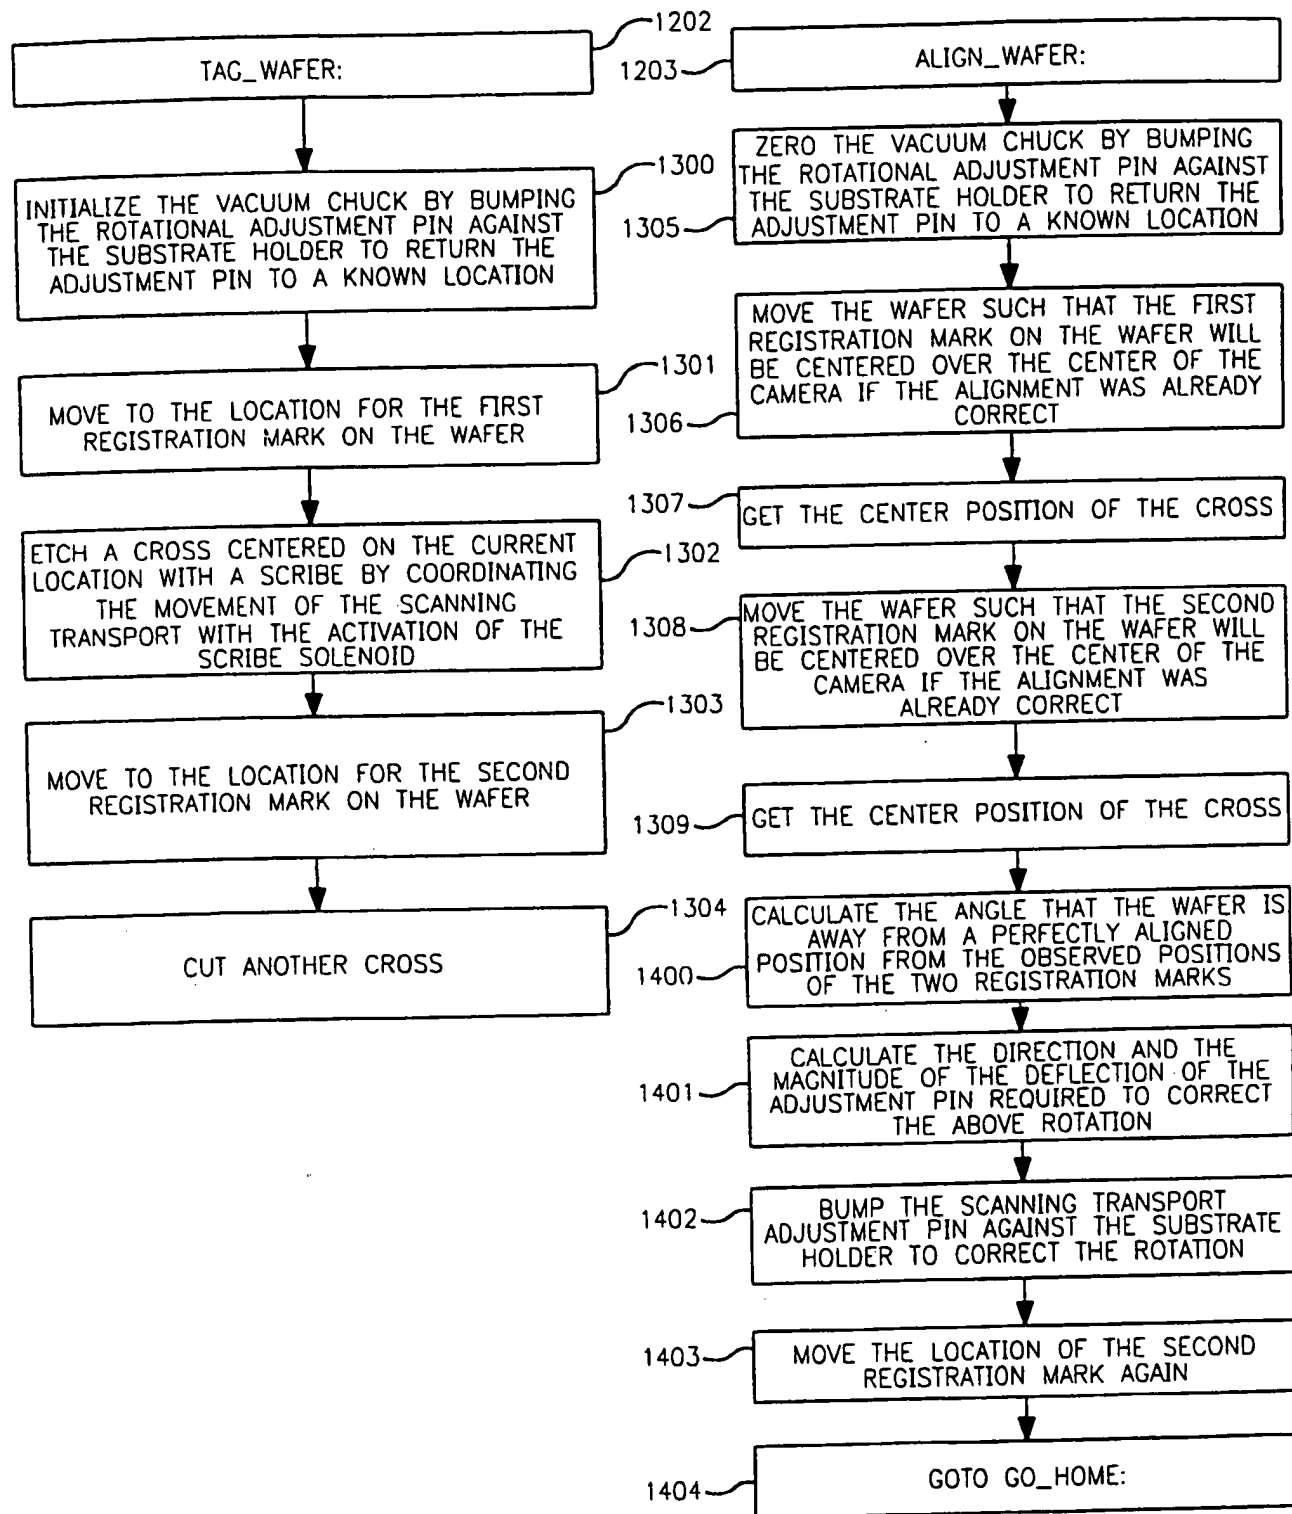 1202
TAG_WAFER:
1300
INITIALIZE THE VACUUM CHUCK BY BUMPING
THE ROTATIONAL ADJUSTMENT PIN AGAINST
THE SUBSTRATE HOLDER TO RETURN THE
ADJUSTMENT PIN TO A KNOWN LOCATION
1301
MOVE TO THE LOCATION FOR THE FIRST
REGISTRATION MARK ON THE WAFER
1302
ETCH A CROSS CENTERED ON THE CURRENT
LOCATION WITH A SCRIBE BY COORDINATING
THE MOVEMENT OF THE SCANNING
TRANSPORT WITH THE ACTIVATION OF THE
SCRIBE SOLENOID
1303
MOVE TO THE LOCATION FOR THE SECOND
REGISTRATION MARK ON THE WAFER
1304
CUT ANOTHER CROSS
1203
ALIGN_WAFER:
1305
ZERO THE VACUUM CHUCK BY BUMPING
THE ROTATIONAL ADJUSTMENT PIN AGAINST
THE SUBSTRATE HOLDER TO RETURN THE
ADJUSTMENT PIN TO A KNOWN LOCATION
1306
MOVE THE WAFER SUCH THAT THE FIRST
REGISTRATION MARK ON THE WAFER WILL
BE CENTERED OVER THE CENTER OF THE
CAMERA IF THE ALIGNMENT WAS ALREADY
CORRECT
1307
GET THE CENTER POSITION OF THE CROSS
1308
MOVE THE WAFER SUCH THAT THE SECOND
REGISTRATION MARK ON THE WAFER WILL
BE CENTERED OVER THE CENTER OF THE
CAMERA IF THE ALIGNMENT WAS
ALREADY CORRECT
1309
GET THE CENTER POSITION OF THE CROSS
1400
CALCULATE THE ANGLE THAT THE WAFER IS
AWAY FROM A PERFECTLY ALIGNED
POSITION FROM THE OBSERVED POSITIONS
OF THE TWO REGISTRATION MARKS
1401
CALCULATE THE DIRECTION AND THE
MAGNITUDE OF THE DEFLECTION OF THE
ADJUSTMENT PIN REQUIRED TO CORRECT
THE ABOVE ROTATION
1402
BUMP THE SCANNING TRANSPORT
ADJUSTMENT PIN AGAINST THE SUBSTRATE
HOLDER TO CORRECT THE ROTATION
1403
MOVE THE LOCATION OF THE SECOND
REGISTRATION MARK AGAIN
1404
GOTO GO_HOME: